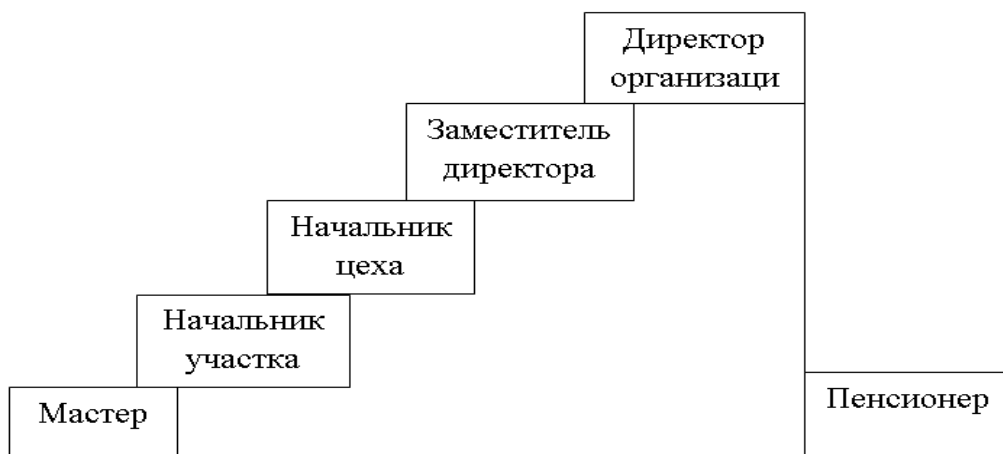 Директор
организаци
Заместитель
директора
Начальник
цеха
Начальник
участка
Мастер
Пенсионер